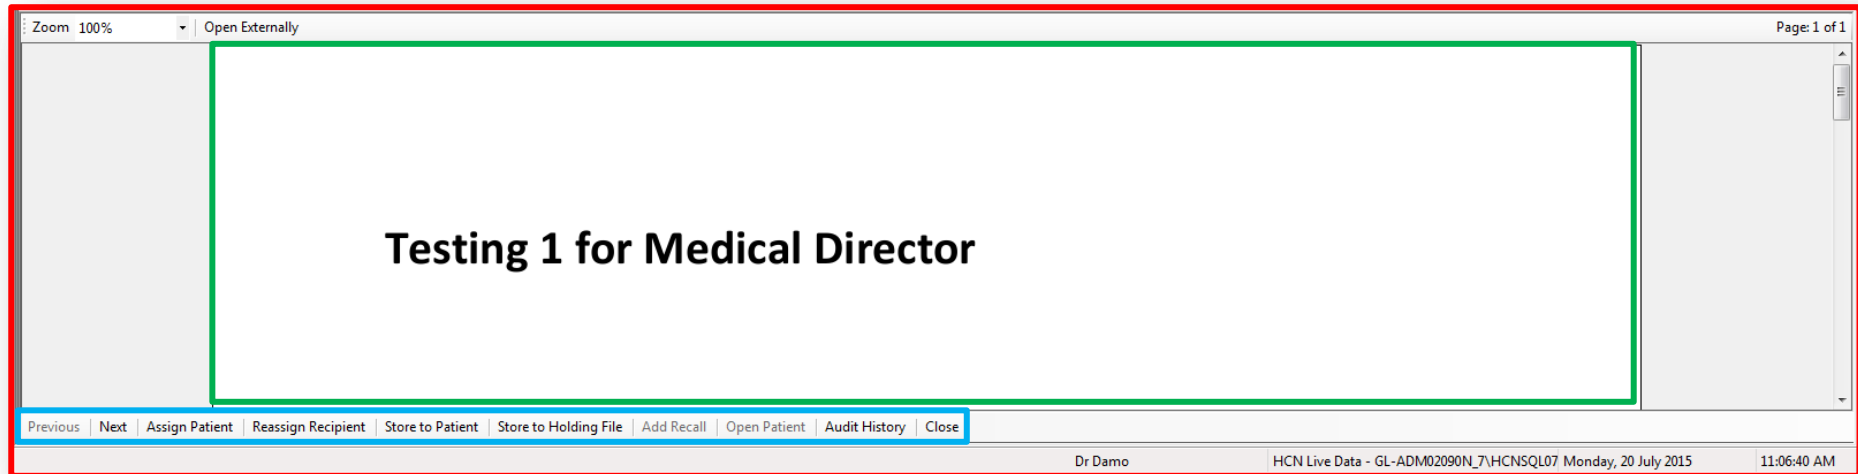 Zoom 100% Open Externally Page: 1 of 1
Testing 1 for Medical Director
Previous Next Assign Patient Reassign Recipient Store to Patient Store to Holding File Add Recall Open Patient Audit History Close
Dr Damo HCN Live Data - GL-ADM02090N_7\HCNSQL07 Monday, 20 July 2015 11:06:40 AM